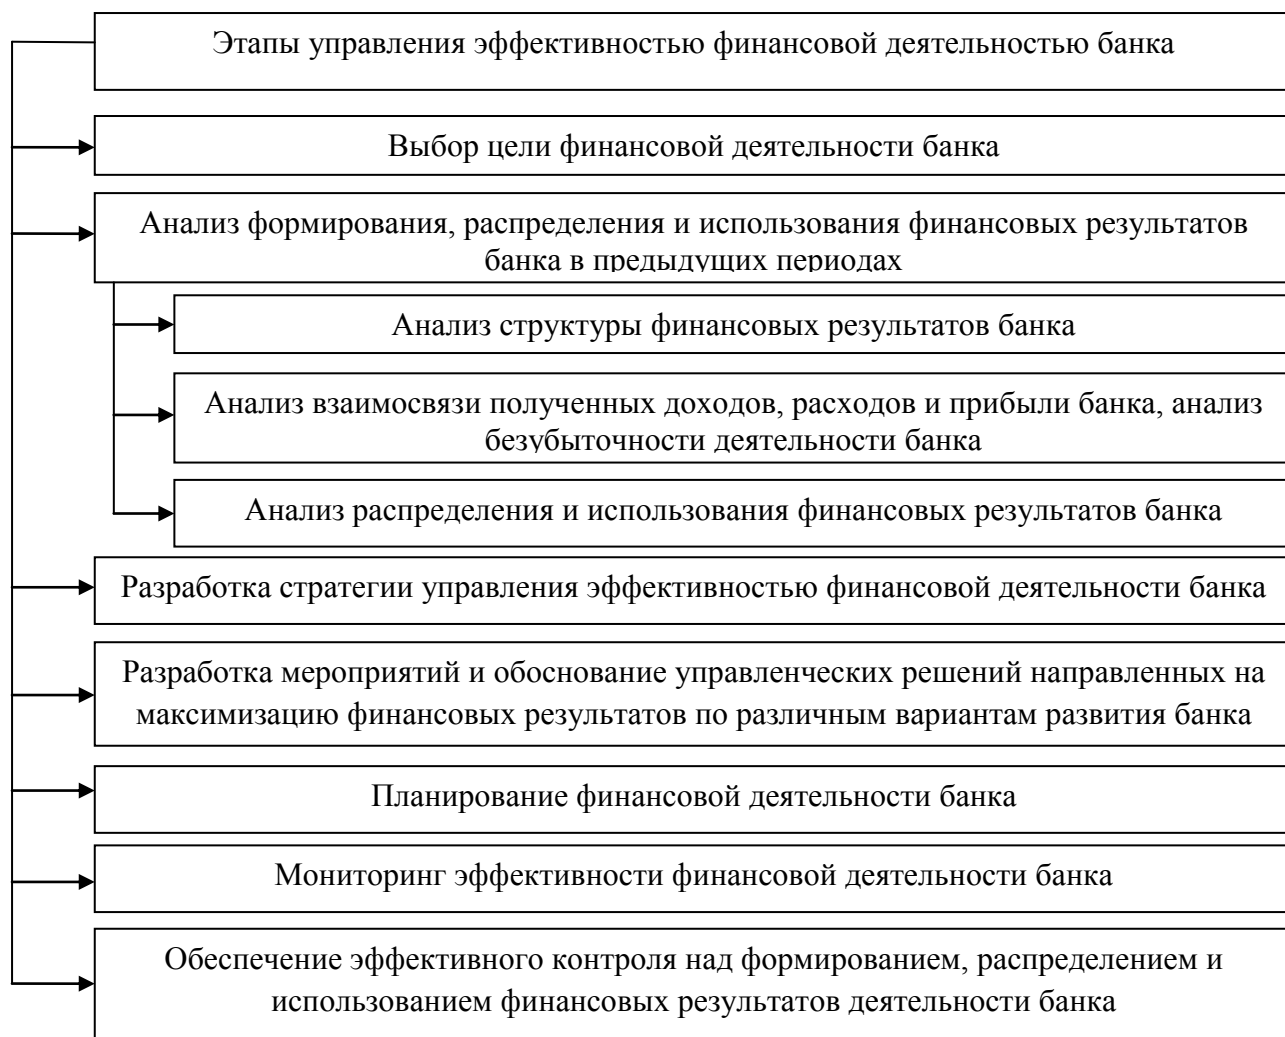 Этапы управления эффективностью финансовой деятельностью банка
Выбор цели финансовой деятельности банка
Анализ формирования, распределения и использования финансовых результатов
банка в предыдущих периодах
Анализ структуры финансовых результатов банка
Анализ взаимосвязи полученных доходов, расходов и прибыли банка, анализ
безубыточности деятельности банка
Анализ распределения и использования финансовых результатов банка
Разработка стратегии управления эффективностью финансовой деятельности банка
Разработка мероприятий и обоснование управленческих решений направленных на
максимизацию финансовых результатов по различным вариантам развития банка
Планирование финансовой деятельности банка
Мониторинг эффективности финансовой деятельности банка
Обеспечение эффективного контроля над формированием, распределением и
использованием финансовых результатов деятельности банка